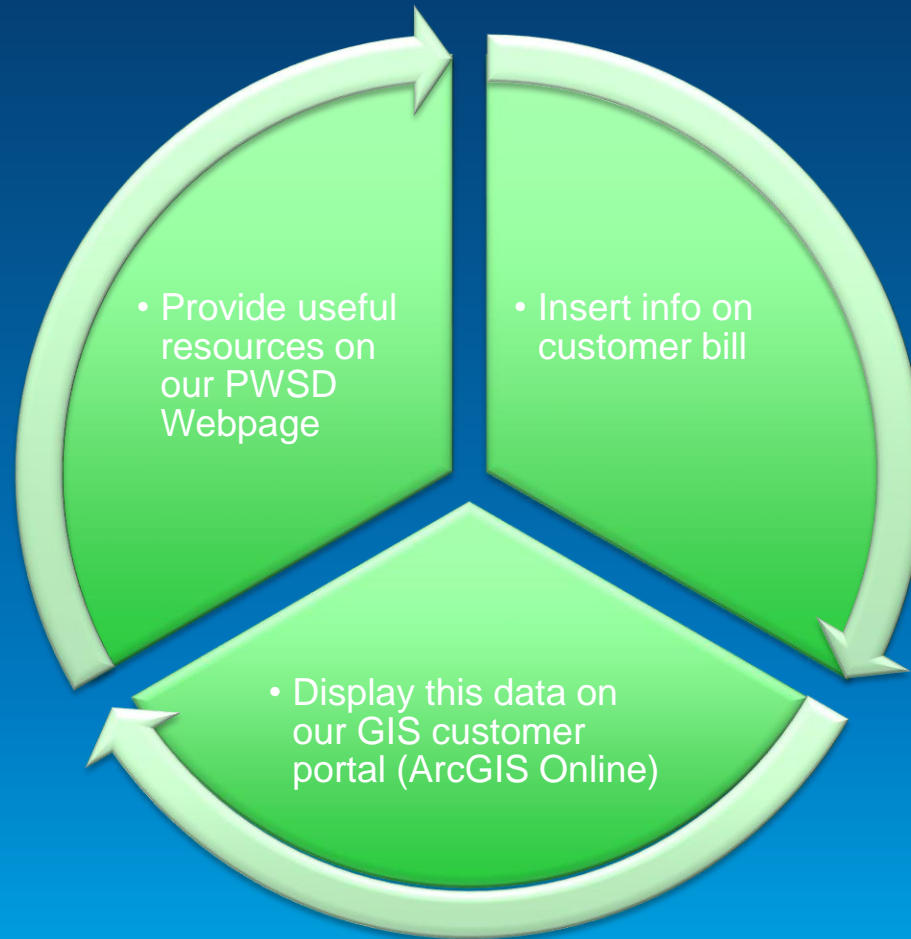 • Provide useful
resources on
our PWSD
Webpage
• Insert info on
customer bill
• Display this data on
our GIS customer
portal (ArcGIS Online)